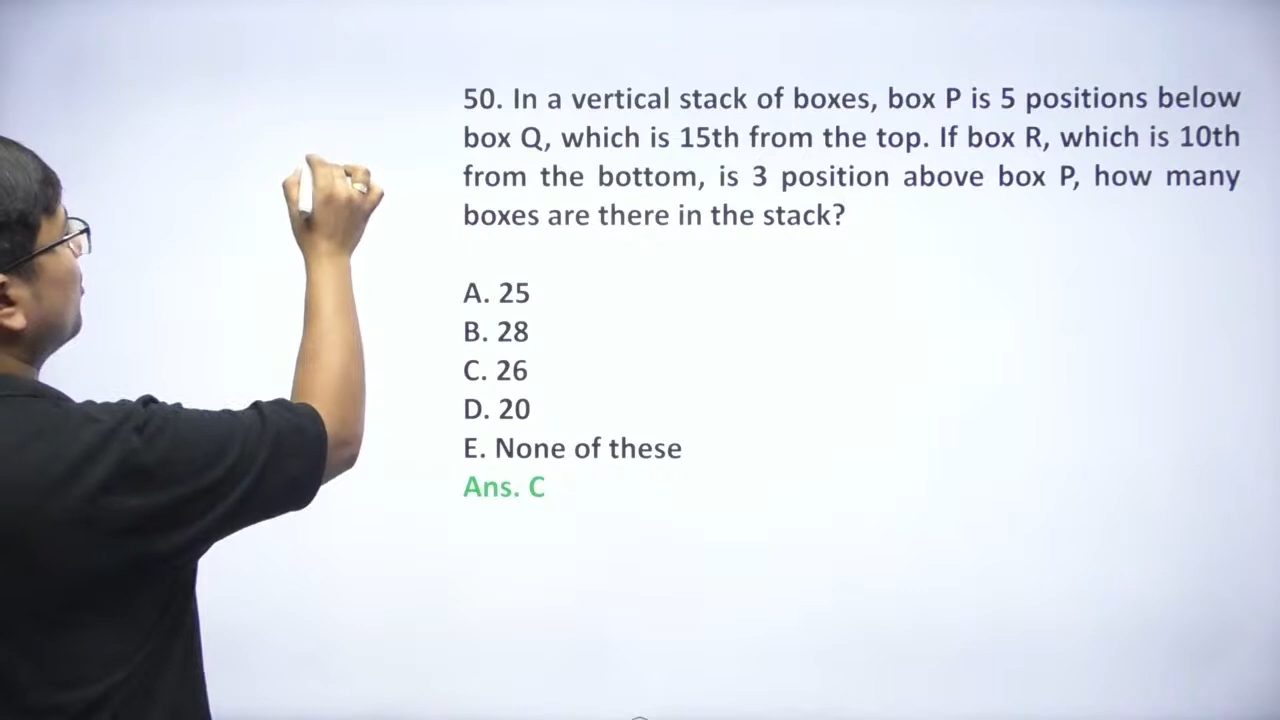 50. In a vertical stack of boxes, box P is 5 positions below
box Q, which is 15th from the top. If box R, which is 10th
from the bottom, is 3 position above box P, how many
boxes are there in the stack?
A. 25
B. 28
C. 26
D. 20
E. None of these
Ans. C